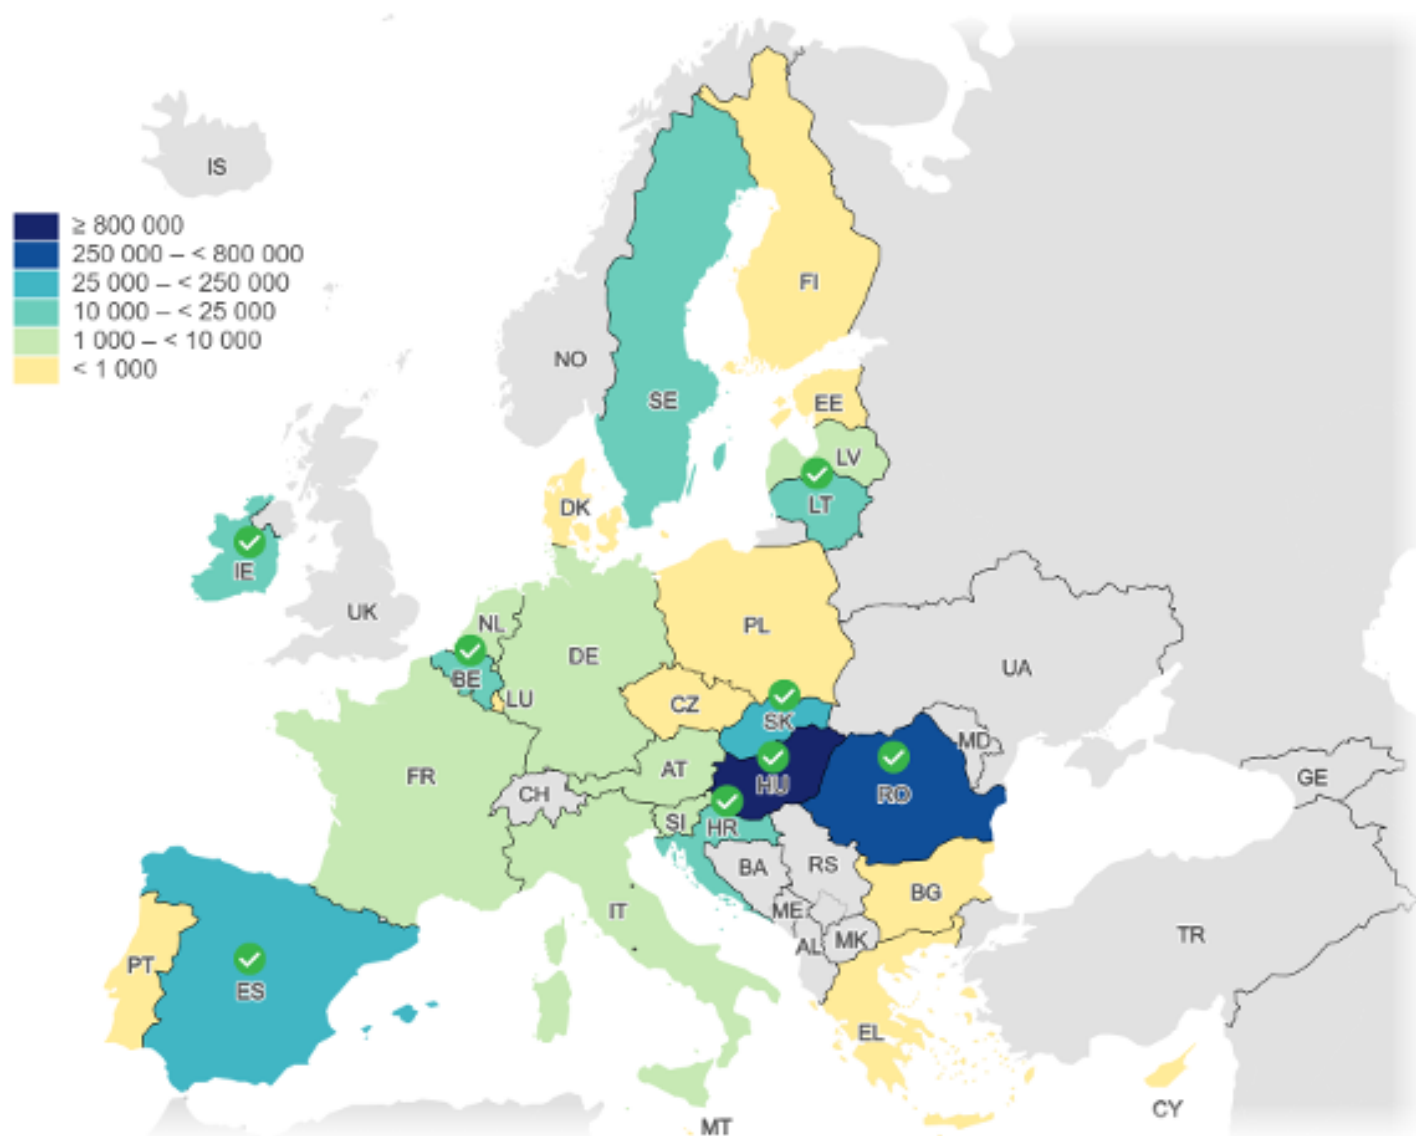 IS
≥ 800 000
250 000 – < 800 000
25 000 – < 250 000
10 000 – < 25 000
1 000 – < 10 000
< 1 000
FI
NO
SE
EE
LV
LT
DK
IE
UK
NL
PL
DE
BE
UA
LU
CZ
SK
MD
FR
AT
GE
HU
CH
RO
SI
HR
BA
RS
BG
IT
ME
TR
MK
AL
PT
ES
EL
CY
MT